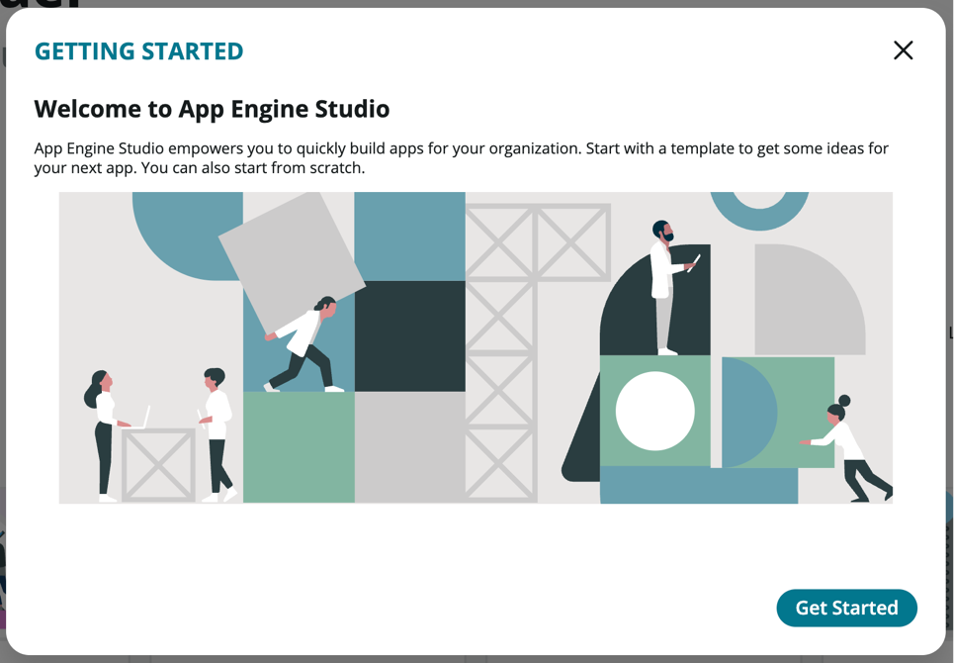 GETTING STARTED
Welcome to App Engine Studio
App Engine Studio empowers you to quickly build apps for your organization. Start with a template to get some ideas for
your next app. You can also start from scratch.
Get Started